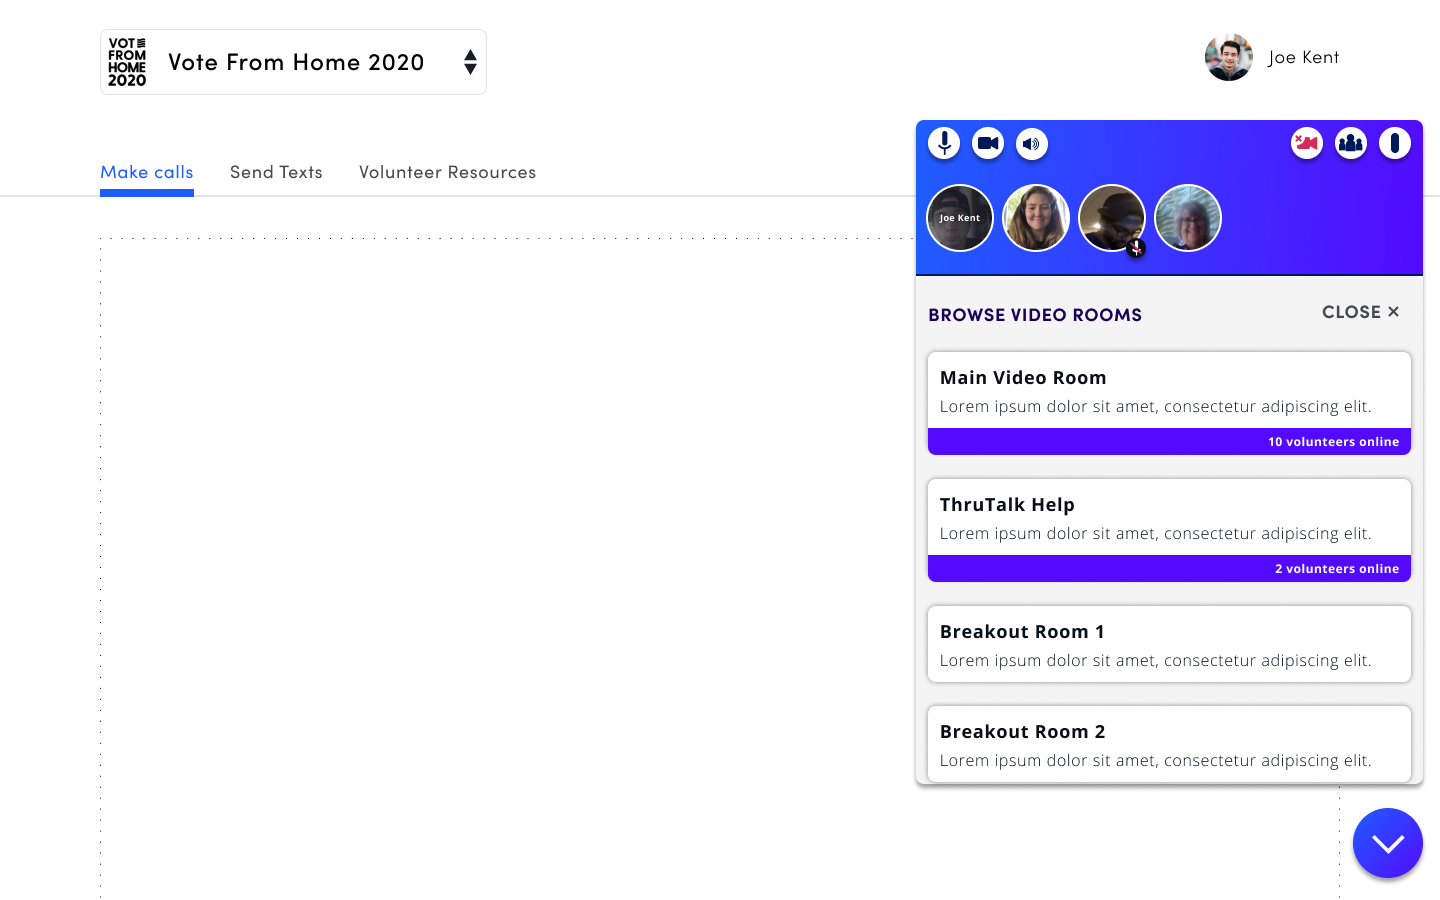 VOTE
FROM
HOME
2020
Vote From Home 2020
Joe Kent
Make calls
Send Texts
Volunteer Resources
Joe Kent
BROWSE VIDEO ROOMS
CLOSE ×
Main Video Room
Lorem ipsum dolor sit amet, consectetur adipiscing elit.
10 volunteers online
ThruTalk Help
Lorem ipsum dolor sit amet, consectetur adipiscing elit.
2 volunteers online
Breakout Room 1
Lorem ipsum dolor sit amet, consectetur adipiscing elit.
Breakout Room 2
Lorem ipsum dolor sit amet, consectetur adipiscing elit.